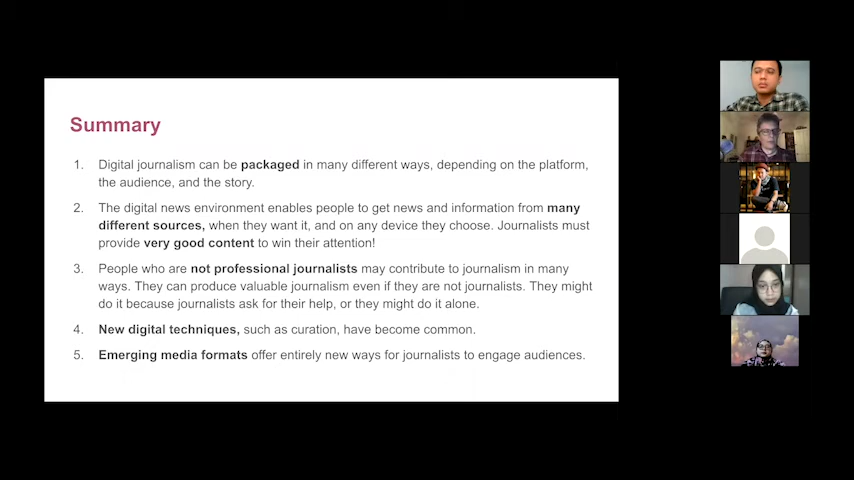 Summary
1. Digital journalism can be packaged in many different ways, depending on the platform,
the audience, and the story.
2. The digital news environment enables people to get news and information from many
different sources, when they want it, and on any device they choose. Journalists must
provide very good content to win their attention!
3. People who are not professional journalists may contribute to journalism in many
ways. They can produce valuable journalism even if they are not journalists. They might
do it because journalists ask for their help, or they might do it alone.
4. New digital techniques, such as curation, have become common.
5. Emerging media formats offer entirely new ways for journalists to engage audiences.